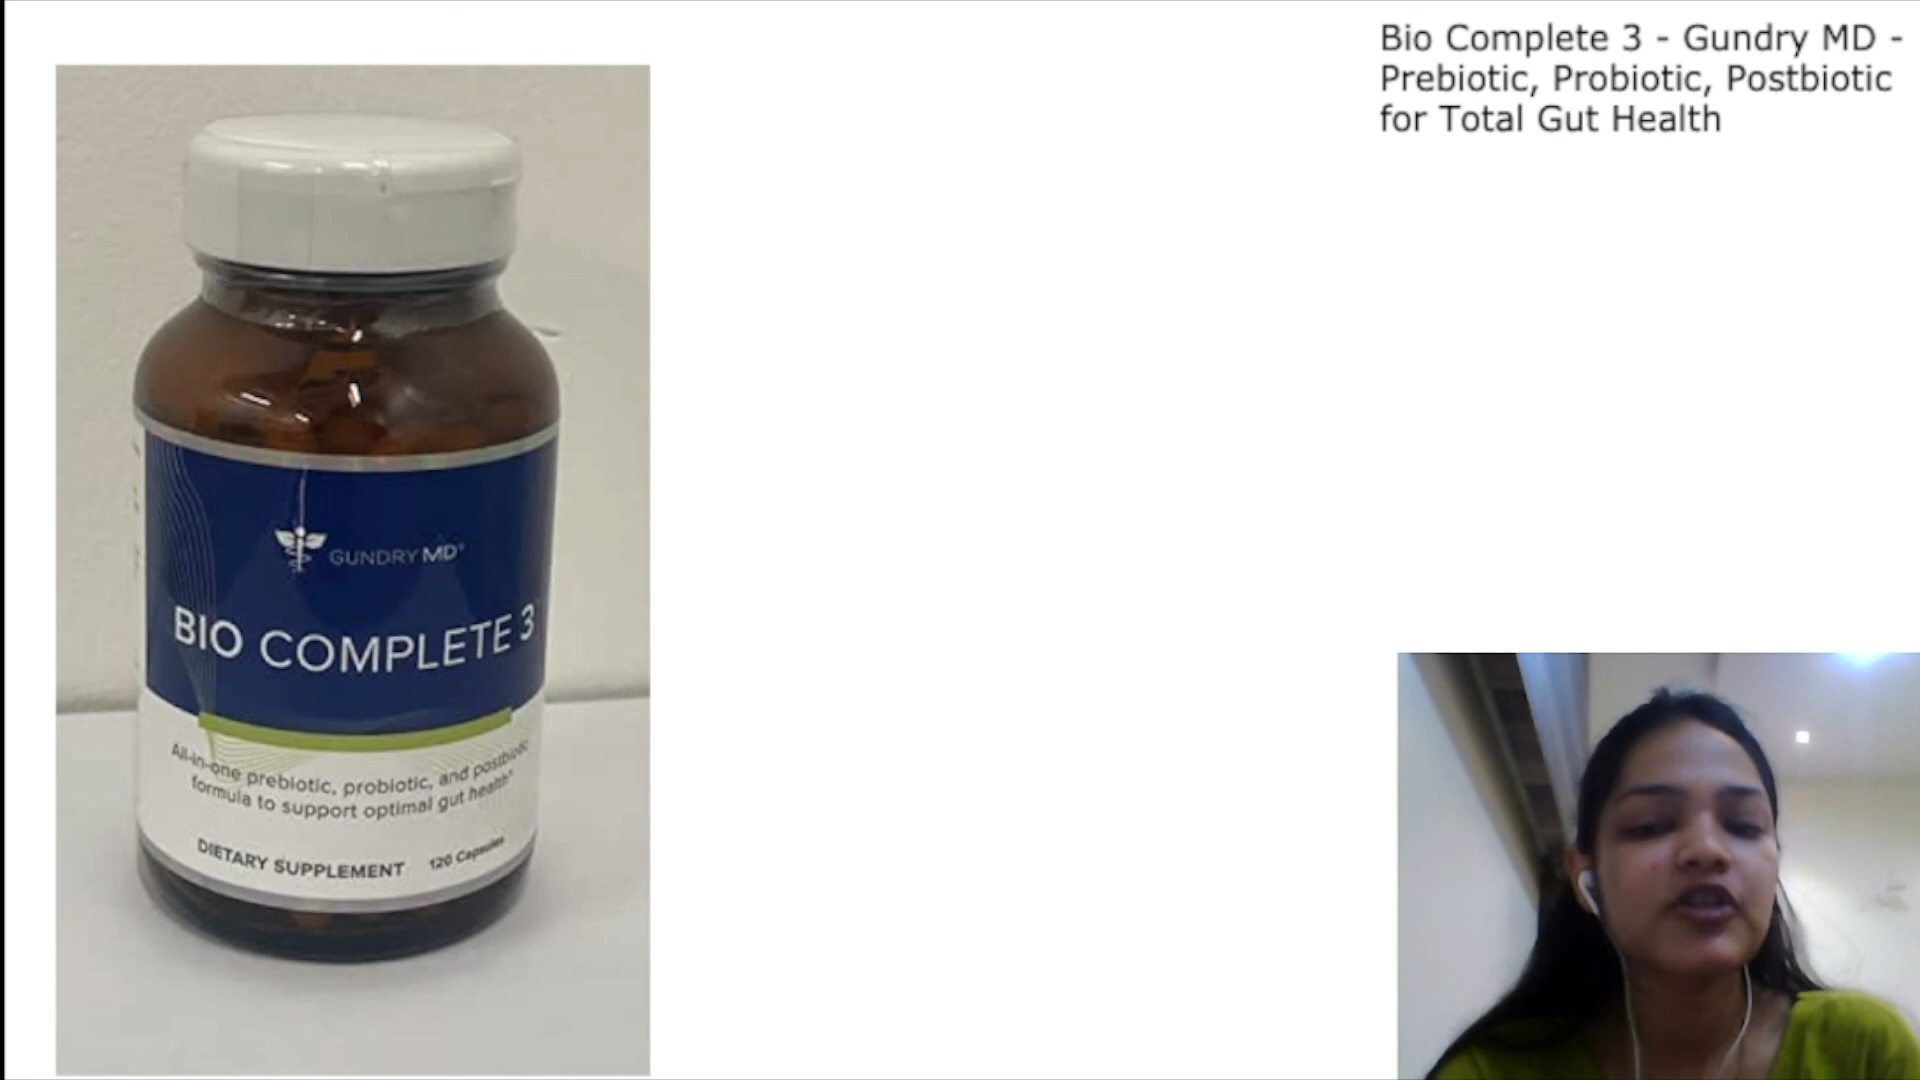 Bio Complete 3 - Gundry MD -
Prebiotic, Probiotic, Postbiotic
for Total Gut Health
GUNDRY MD®
BIO COMPLETE 3
All-in-one prebiotic, probiotic, and postbiotic
formula to support optimal gut health*
DIETARY SUPPLEMENT 120 Capsules